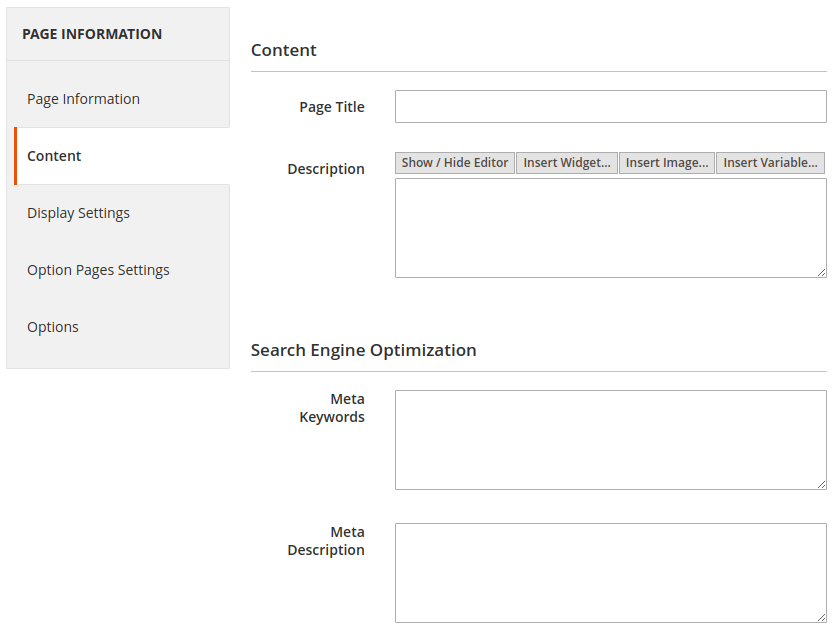 PAGE INFORMATION
Page Information
Content
Display Settings
Option Pages Settings
Options
Content
Page Title
Description
Show / Hide Editor Insert Widget... Insert Image... Insert Variable...
Search Engine Optimization
Meta
Keywords
Meta
Description